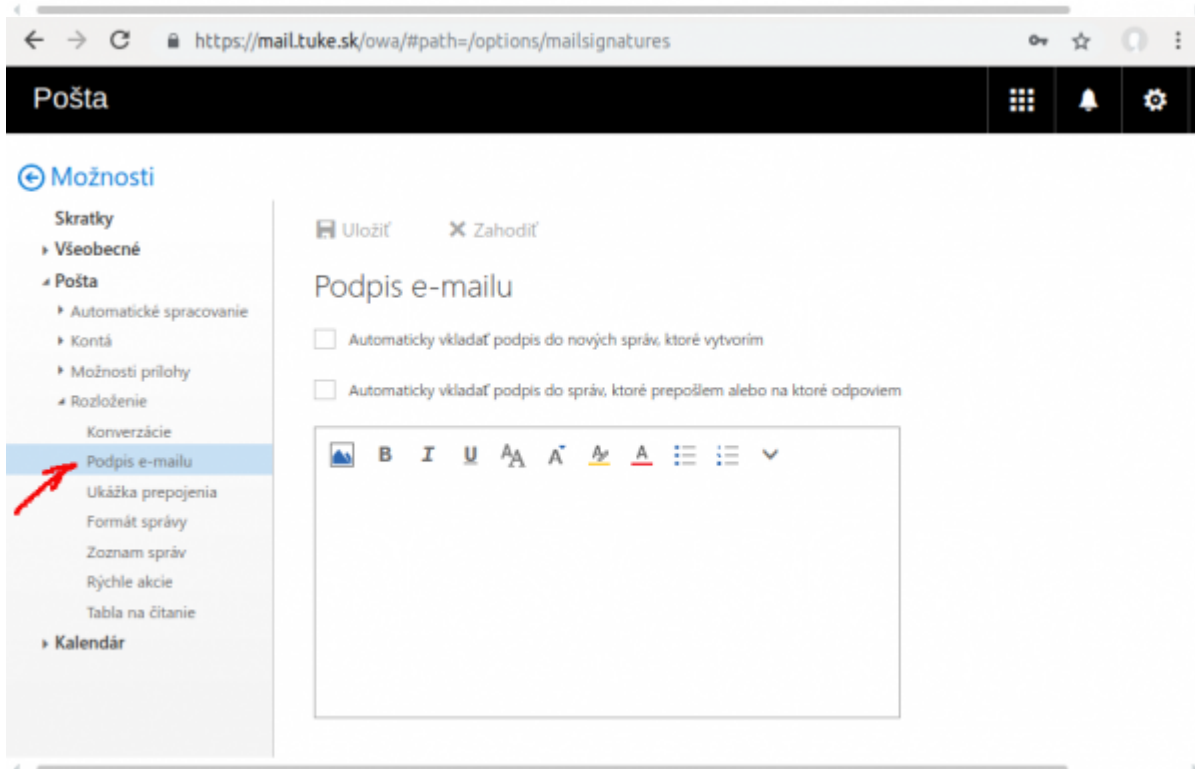 https://mail.tuke.sk/owa/#path=/options/mailsignatures
Pošta
Možnosti
Skratky
Všeobecné
Pošta
Automatické spracovanie
Kontá
Možnosti prílohy
Rozloženie
Konverzácie
Podpis e-mailu
Ukážka prepojenia
Formát správy
Zoznam správ
Rýchle akcie
Tabla na čítanie
Kalendár
Uložiť
Zahodiť
Podpis e-mailu
Automaticky vkladať podpis do nových správ, ktoré vytvorím
Automaticky vkladať podpis do správ, ktoré prepošlem alebo na ktoré odpoviem
B I U AA A A A